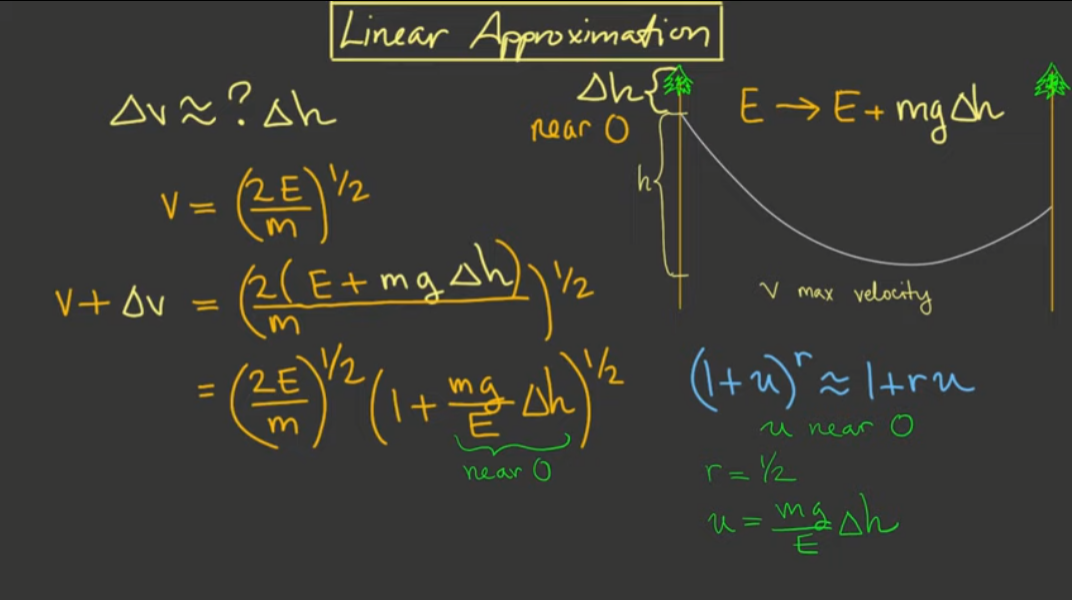 Linear Approximation
Δv ≈ ? Δh
v = (2E/m)^1/2
v + Δv = (2(E + mgΔh)/m)^1/2
= (2E/m)^1/2 (1 + mg/E Δh)^1/2
near 0
Δh
near 0
h
E → E + mgΔh
v max velocity
(1+u)^r ≈ 1+ru
u near 0
r = 1/2
u = mg/E Δh